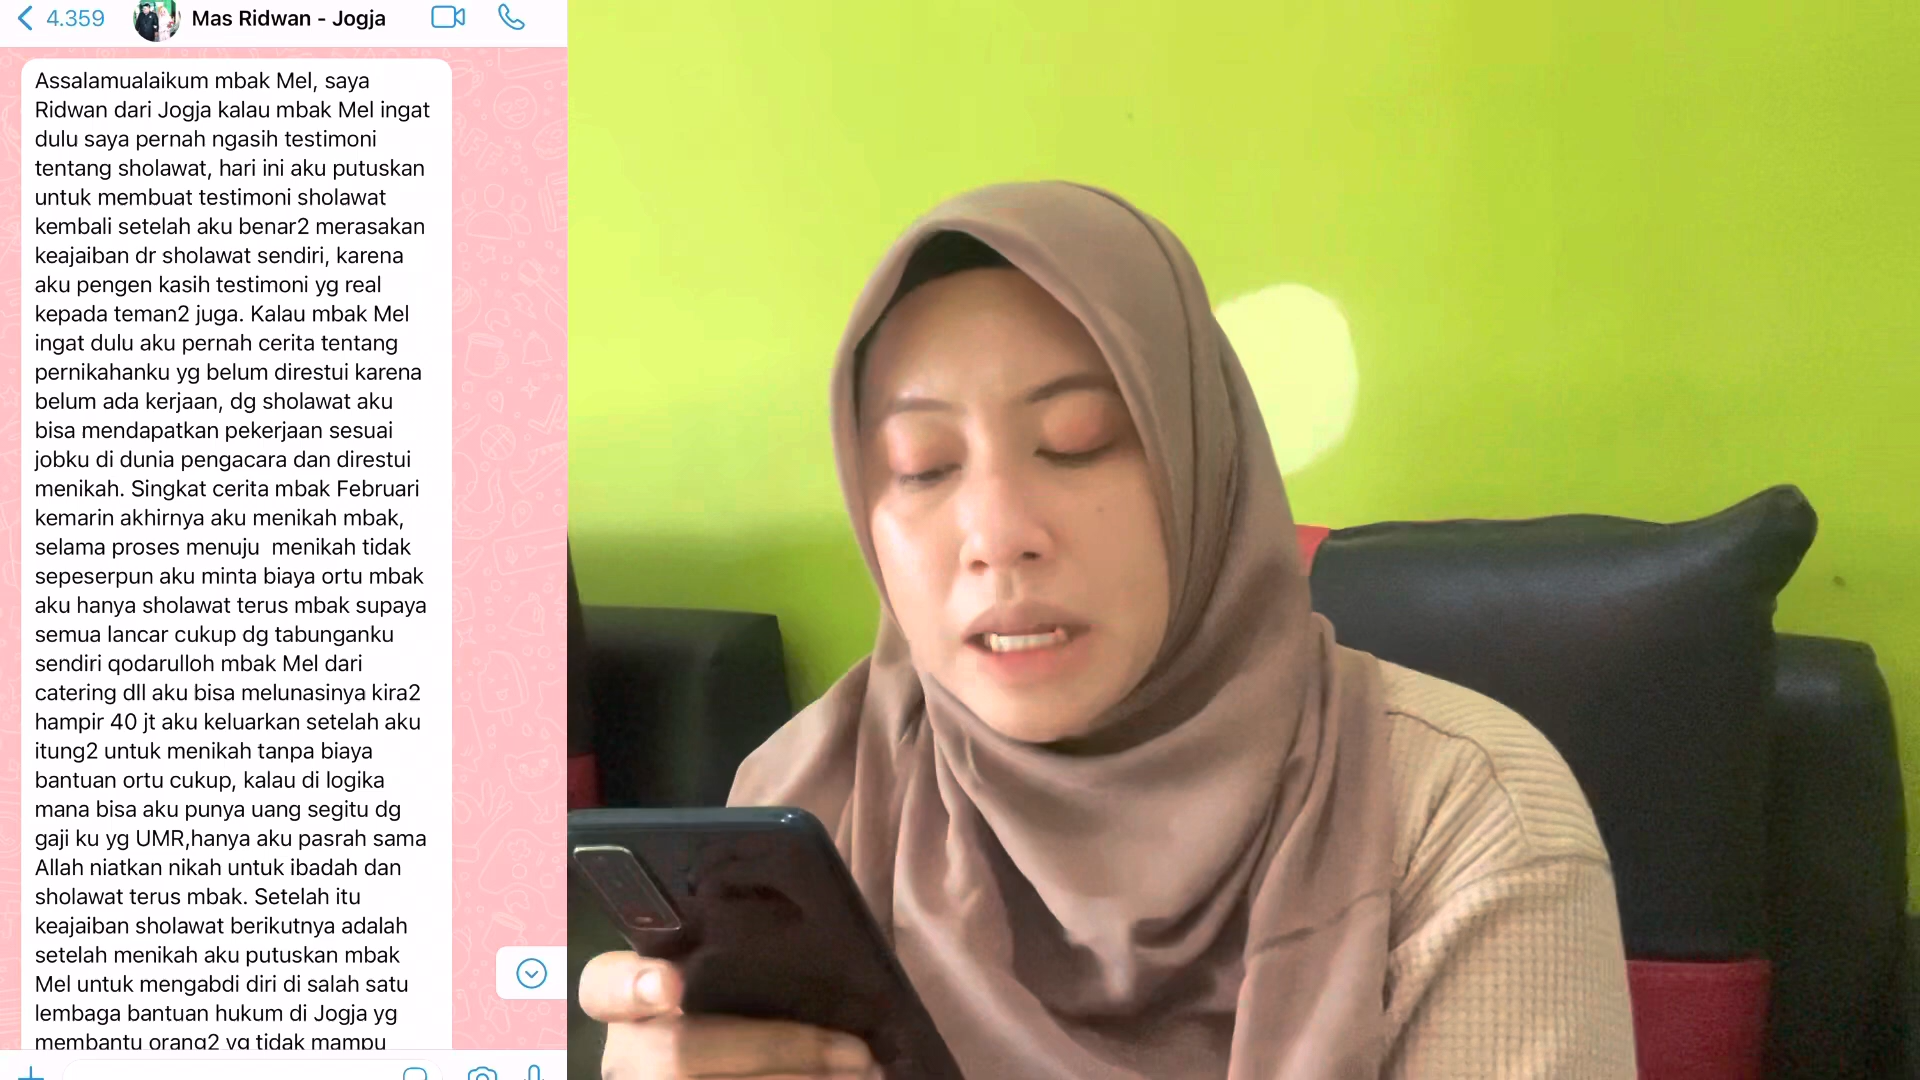 4.359
Mas Ridwan - Jogja
Assalamualaikum mbak Mel, saya
Ridwan dari Jogja kalau mbak Mel ingat
dulu saya pernah ngasih testimoni
tentang sholawat, hari ini aku putuskan
untuk membuat testimoni sholawat
kembali setelah aku benar2 merasakan
keajaiban dr sholawat sendiri, karena
aku pengen kasih testimoni yg real
kepada teman2 juga. Kalau mbak Mel
ingat dulu aku pernah cerita tentang
pernikahanku yg belum direstui karena
belum ada kerjaan, dg sholawat aku
bisa mendapatkan pekerjaan sesuai
jobku di dunia pengacara dan direstui
menikah. Singkat cerita mbak Februari
kemarin akhirnya aku menikah mbak,
selama proses menuju  menikah tidak
sepeserpun aku minta biaya ortu mbak
aku hanya sholawat terus mbak supaya
semua lancar cukup dg tabunganku
sendiri qodarulloh mbak Mel dari
catering dll aku bisa melunasinya kira2
hampir 40 jt aku keluarkan setelah aku
itung2 untuk menikah tanpa biaya
bantuan ortu cukup, kalau di logika
mana bisa aku punya uang segitu dg
gaji ku yg UMR,hanya aku pasrah sama
Allah niatkan nikah untuk ibadah dan
sholawat terus mbak. Setelah itu
keajaiban sholawat berikutnya adalah
setelah menikah aku putuskan mbak
Mel untuk mengabdi diri di salah satu
lembaga bantuan hukum di Jogja yg
membantu orang2 yg tidak mampu